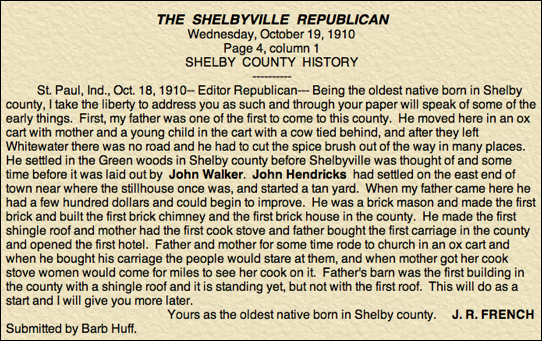 THE SHELBYVILLE REPUBLICAN
Wednesday, October 19, 1910
Page 4, column 1
SHELBY COUNTY HISTORY
----------
St. Paul, Ind., Oct. 18, 1910-- Editor Republican--- Being the oldest native born in Shelby
county, I take the liberty to address you as such and through your paper will speak of some of the
early things. First, my father was one of the first to come to this county. He moved here in an ox
cart with mother and a young child in the cart with a cow tied behind, and after they left
Whitewater there was no road and he had to cut the spice brush out of the way in many places.
He settled in the Green woods in Shelby county before Shelbyville was thought of and some
time before it was laid out by John Walker. John Hendricks had settled on the east end of
town near where the stillhouse once was, and started a tan yard. When my father came here he
had a few hundred dollars and could begin to improve. He was a brick mason and made the first
brick and built the first brick chimney and the first brick house in the county. He made the first
shingle roof and mother had the first cook stove and father bought the first carriage in the county
and opened the first hotel. Father and mother for some time rode to church in an ox cart and
when he bought his carriage the people would stare at them, and when mother got her cook
stove women would come for miles to see her cook on it. Father's barn was the first building in
the county with a shingle roof and it is standing yet, but not with the first roof. This will do as a
start and I will give you more later.
Yours as the oldest native born in Shelby county. J. R. FRENCH
Submitted by Barb Huff.